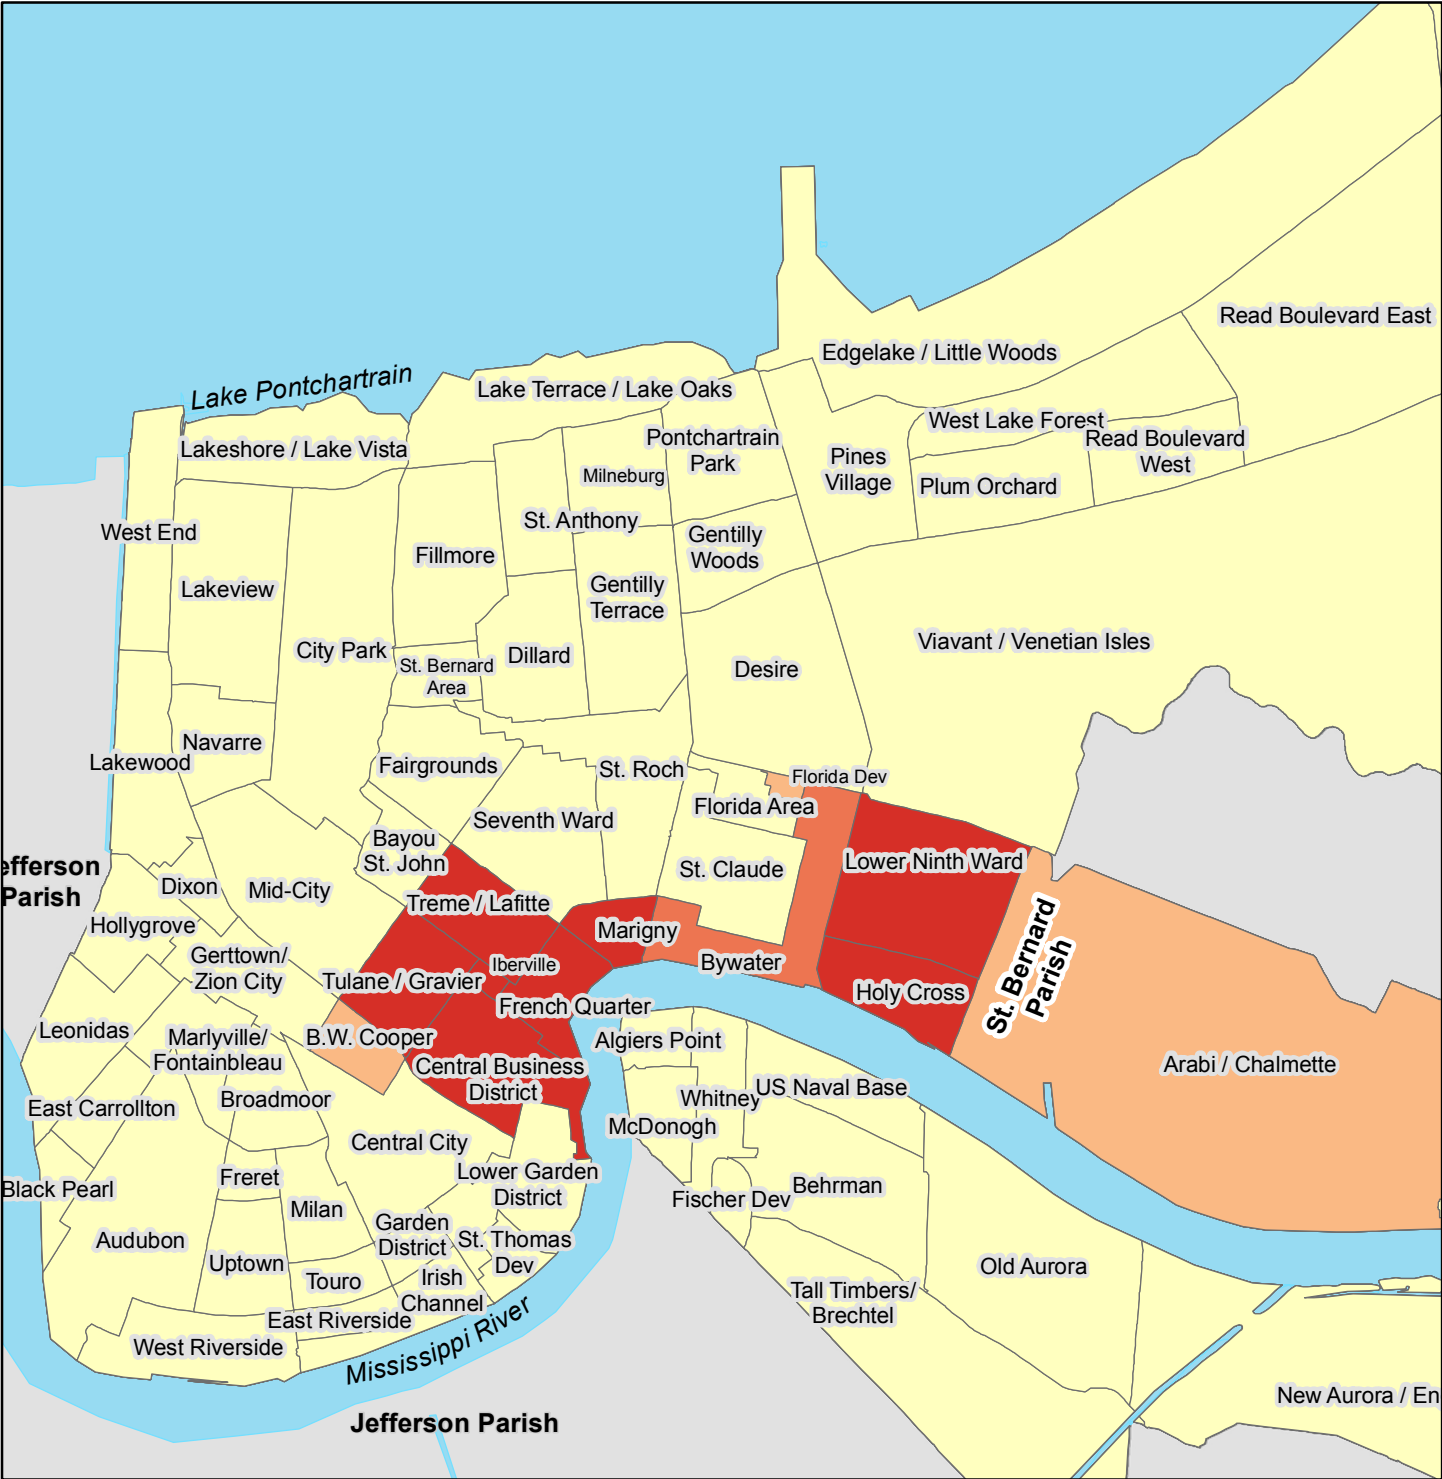 Read Boulevard East
Edgelake / Little Woods
Lake Pontchartrain
Lake Terrace / Lake Oaks
West Lake Forest
Lakeshore / Lake Vista
Pontchartrain
Park
Read Boulevard
West
Pines
Village
Milneburg
Plum Orchard
West End
St. Anthony
Gentilly
Woods
Fillmore
Lakeview
Gentilly
Terrace
Viavant / Venetian Isles
City Park
Dillard
St. Bernard
Area
Desire
Navarre
Lakewood
Fairgrounds
St. Roch
Florida Dev
Florida Area
Seventh Ward
Bayou
St. John
Lower Ninth Ward
St. Claude
efferson
Parish
Dixon
Mid-City
Treme / Lafitte
Hollygrove
Marigny
St. Bernard
Parish
Gerttown/
Zion City
Iberville
Bywater
Tulane / Gravier
Holy Cross
French Quarter
Leonidas
Marlyville/
Fontainbleau
B.W. Cooper
Algiers Point
Central Business
District
Arabi / Chalmette
US Naval Base
Whitney
Broadmoor
East Carrollton
McDonogh
Central City
Lower Garden
District
Freret
Black Pearl
Behrman
Fischer Dev
Milan
Garden
District
St. Thomas
Dev
Audubon
Uptown
Old Aurora
Touro
Irish
Channel
Tall Timbers/
Brechtel
East Riverside
West Riverside
Mississippi River
New Aurora / En
Jefferson Parish